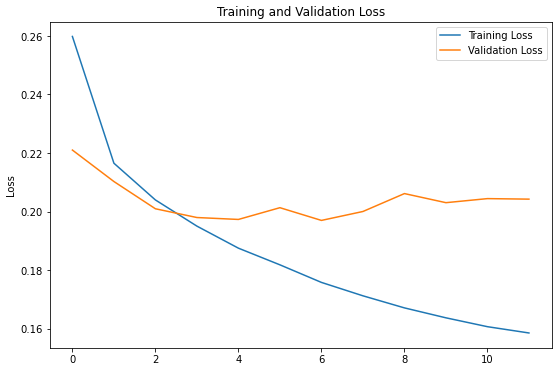 Training and Validation Loss
Training Loss
Validation Loss
Loss
0.26
0.24
0.22
0.20
0.18
0.16
0 2 4 6 8 10